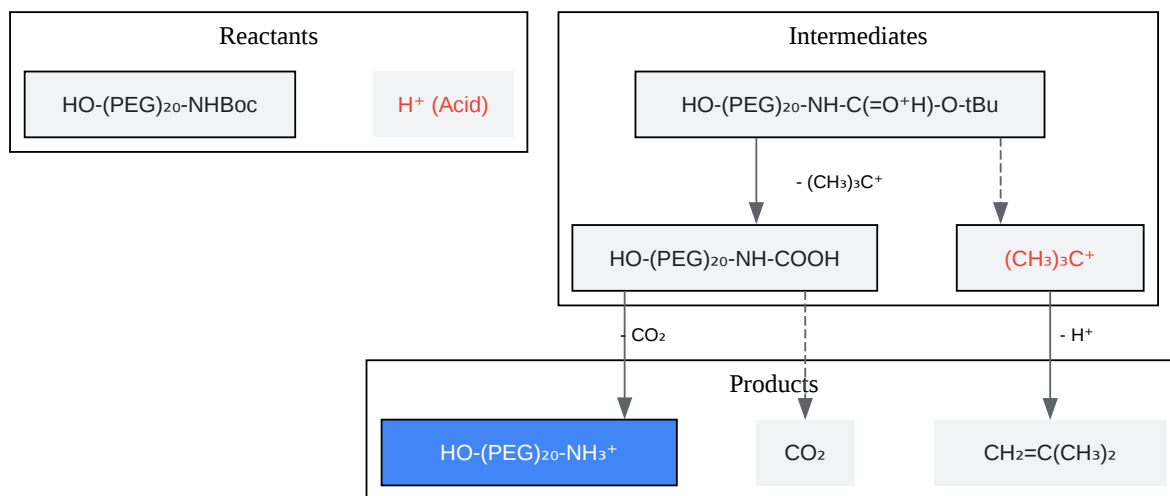 Reactants
HO-(PEG)₂₀-NHBoc
H⁺ (Acid)
Intermediates
HO-(PEG)₂₀-NH-C(=O⁺H)-O-tBu
- (CH₃)₃C⁺
HO-(PEG)₂₀-NH-COOH
(CH₃)₃C⁺
- CO₂
- H⁺
Products
HO-(PEG)₂₀-NH₃⁺
CO₂
CH₂=C(CH₃)₂